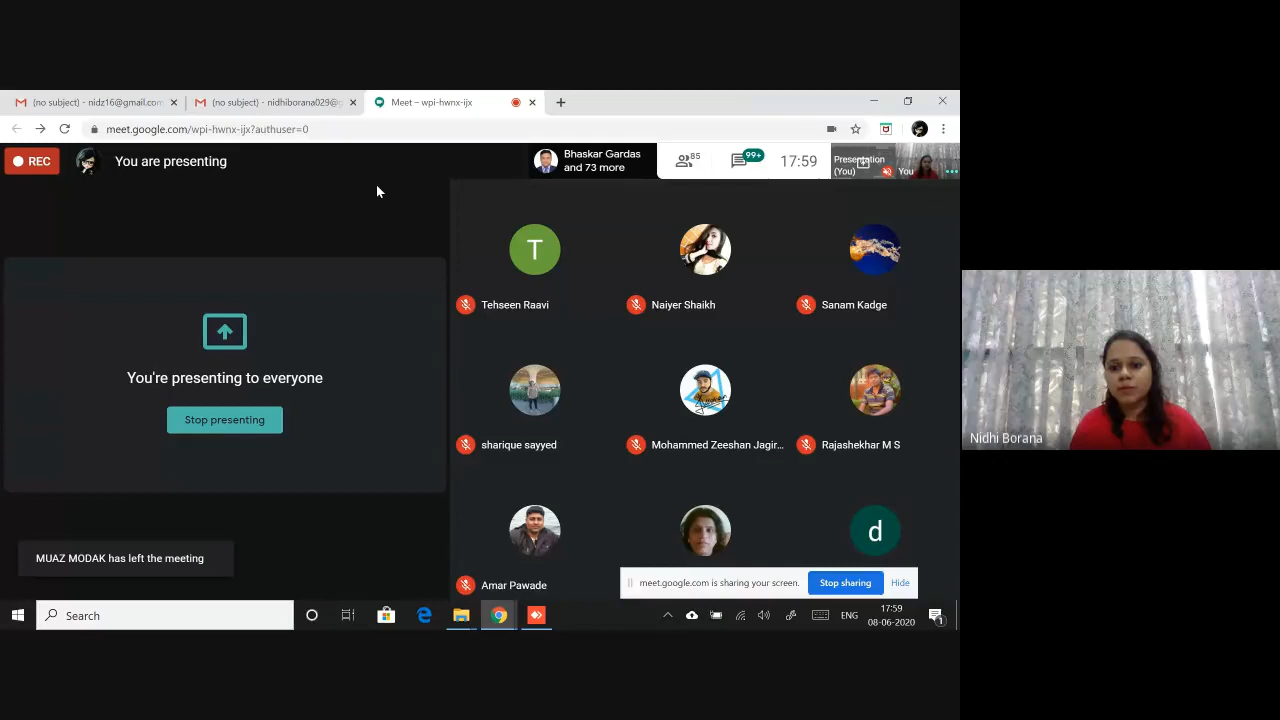 (no subject) - nidz16@gmail.com
(no subject) - nidhiborana029@g
Meet – wpi-hwnx-ijx
meet.google.com/wpi-hwnx-ijx?authuser=0
REC
You are presenting
Bhaskar Gardas
and 73 more
85
99+
17:59
Presentation
(You)
You
T
Tehseen Raavi
Naiyer Shaikh
Sanam Kadge
You're presenting to everyone
Stop presenting
sharique sayyed
Mohammed Zeeshan Jagir...
Rajashekhar M S
Nidhi Borana
d
MUAZ MODAK has left the meeting
Amar Pawade
meet.google.com is sharing your screen.
Stop sharing
Hide
Search
ENG
17:59
08-06-2020
1